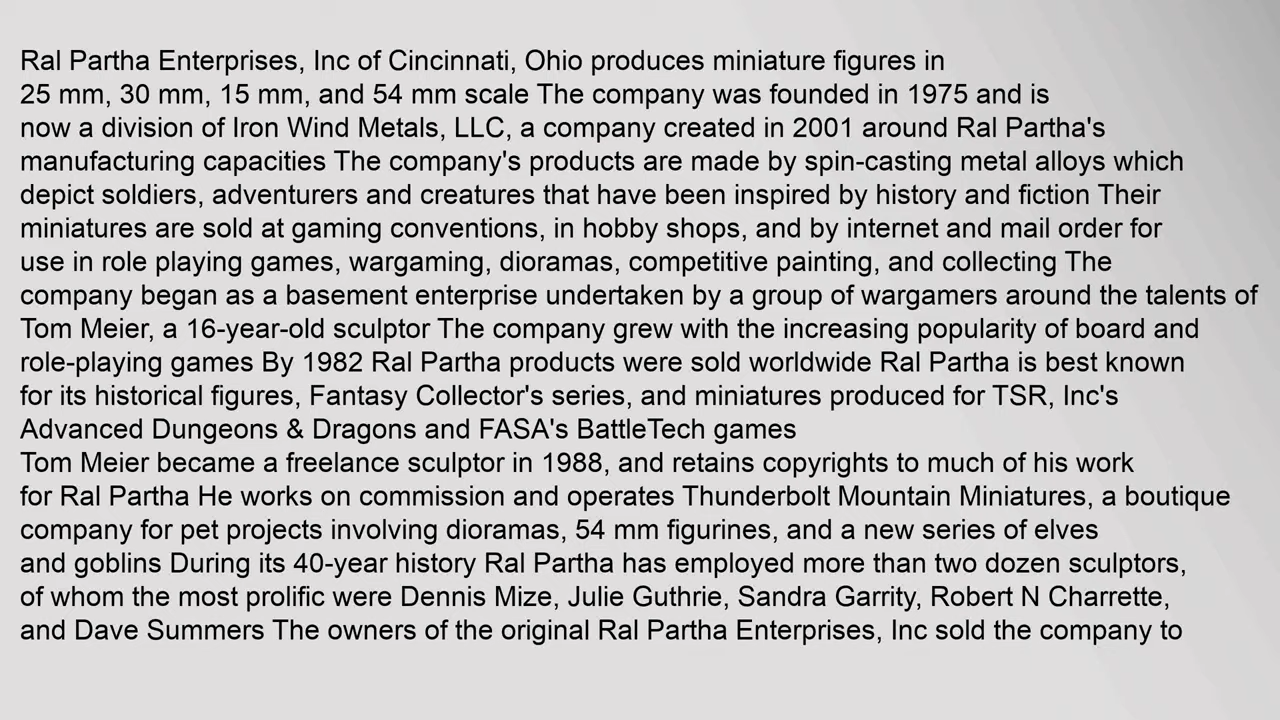 Ral Partha Enterprises, Inc of Cincinnati, Ohio produces miniature figures in
25 mm, 30 mm, 15 mm, and 54 mm scale The company was founded in 1975 and is
now a division of Iron Wind Metals, LLC, a company created in 2001 around Ral Partha's
manufacturing capacities The company's products are made by spin-casting metal alloys which
depict soldiers, adventurers and creatures that have been inspired by history and fiction Their
miniatures are sold at gaming conventions, in hobby shops, and by internet and mail order for
use in role playing games, wargaming, dioramas, competitive painting, and collecting The
company began as a basement enterprise undertaken by a group of wargamers around the talents of
Tom Meier, a 16-year-old sculptor The company grew with the increasing popularity of board and
role-playing games By 1982 Ral Partha products were sold worldwide Ral Partha is best known
for its historical figures, Fantasy Collector's series, and miniatures produced for TSR, Inc's
Advanced Dungeons & Dragons and FASA's BattleTech games
Tom Meier became a freelance sculptor in 1988, and retains copyrights to much of his work
for Ral Partha He works on commission and operates Thunderbolt Mountain Miniatures, a boutique
company for pet projects involving dioramas, 54 mm figurines, and a new series of elves
and goblins During its 40-year history Ral Partha has employed more than two dozen sculptors,
of whom the most prolific were Dennis Mize, Julie Guthrie, Sandra Garrity, Robert N Charrette,
and Dave Summers The owners of the original Ral Partha Enterprises, Inc sold the company to